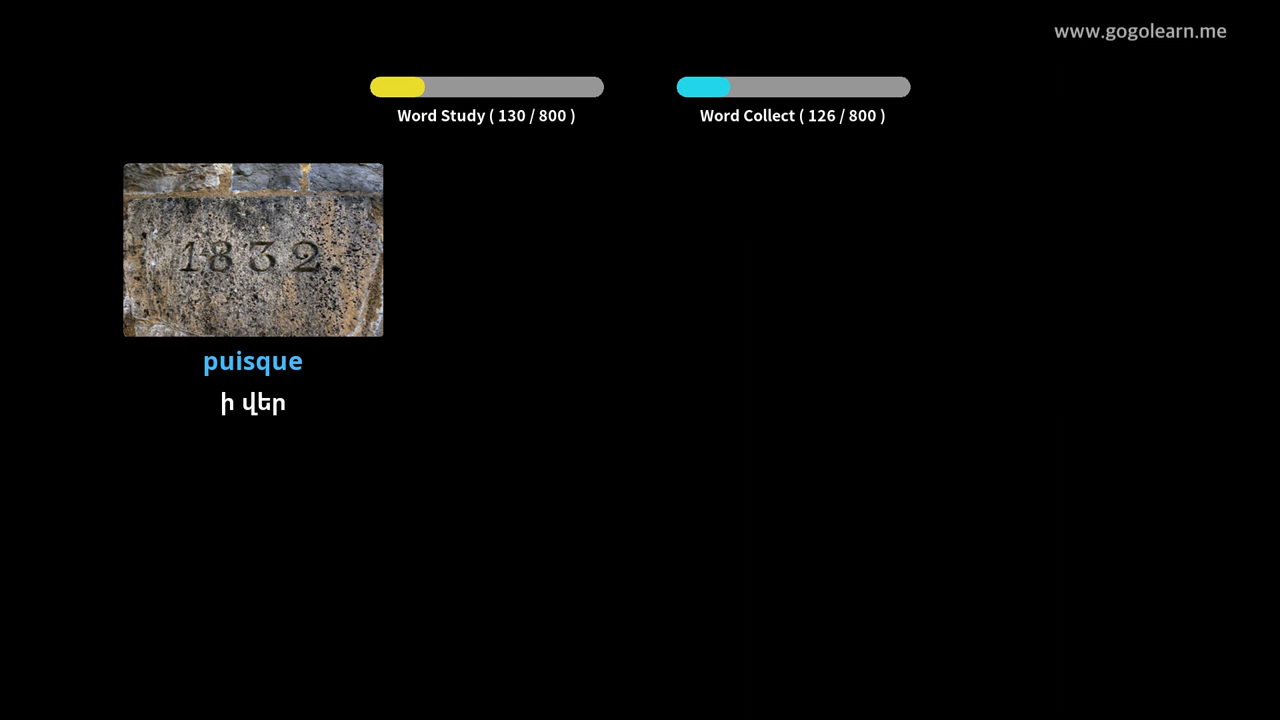 www.gogolearn.me
Word Study ( 130 / 800 )
Word Collect ( 126 / 800 )
1832.
puisque
ի վեր